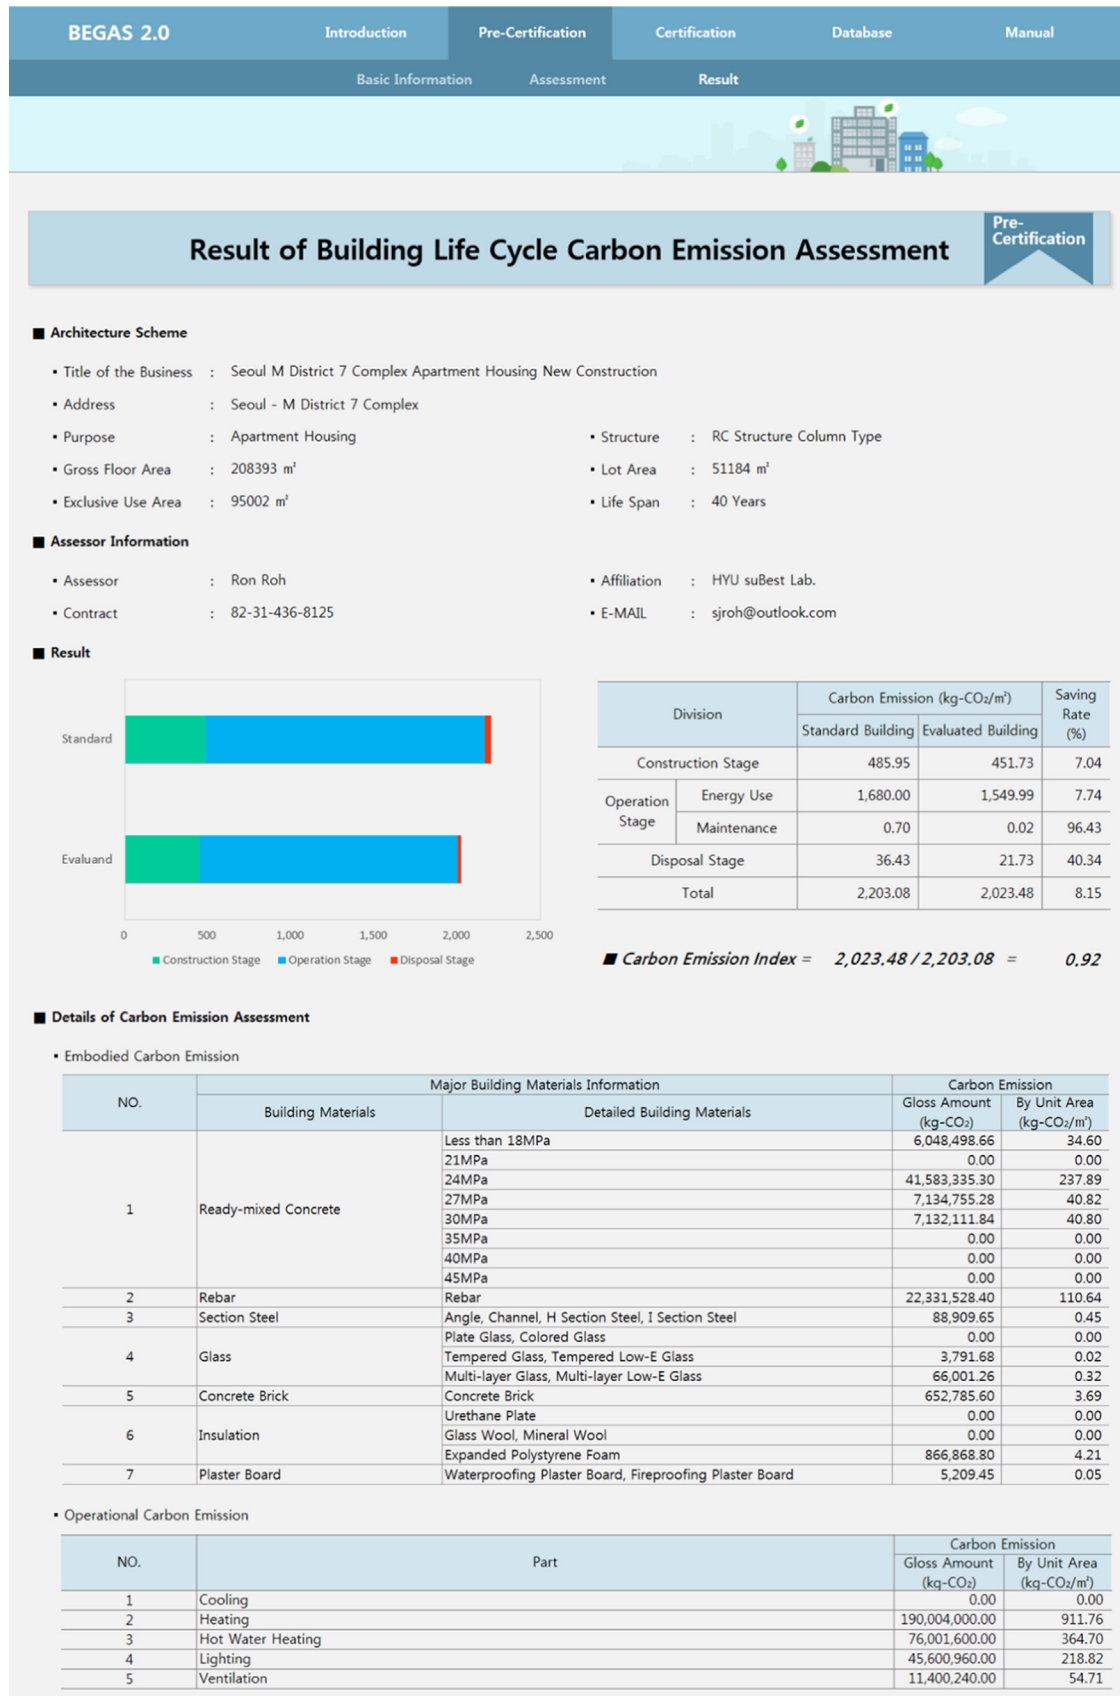 BEGAS 2.0 Introduction Pre-Certification Certification Database Manual
Basic Information Assessment Result
Result of Building Life Cycle Carbon Emission Assessment
Pre-
Certification
■ Architecture Scheme
▪ Title of the Business : Seoul M District 7 Complex Apartment Housing New Construction
▪ Address : Seoul - M District 7 Complex
▪ Purpose : Apartment Housing ▪ Structure : RC Structure Column Type
▪ Gross Floor Area : 208393 ㎡ ▪ Lot Area : 51184 ㎡
▪ Exclusive Use Area : 95002 ㎡ ▪ Life Span : 40 Years
■ Assessor Information
▪ Assessor : Ron Roh ▪ Affiliation : HYU suBest Lab.
▪ Contract : 82-31-436-8125 ▪ E-MAIL : sjroh@outlook.com
■ Result
Standard
Evaluand
0 500 1,000 1,500 2,000 2,500
Construction Stage Operation Stage Disposal Stage
Division Carbon Emission (kg-CO₂/㎡) Saving Rate (%)
Standard Building Evaluated Building
Construction Stage 485.95 451.73 7.04
Operation Stage Energy Use 1,680.00 1,549.99 7.74
Maintenance 0.70 0.02 96.43
Disposal Stage 36.43 21.73 40.34
Total 2,203.08 2,023.48 8.15
■ Carbon Emission Index = 2,023.48 / 2,203.08 = 0.92
■ Details of Carbon Emission Assessment
▪ Embodied Carbon Emission
NO. Major Building Materials Information Carbon Emission
Building Materials Detailed Building Materials Gloss Amount (kg-CO₂) By Unit Area (kg-CO₂/㎡)
1 Ready-mixed Concrete Less than 18MPa 6,048,498.66 34.60
21MPa 0.00 0.00
24MPa 41,583,335.30 237.89
27MPa 7,134,755.28 40.82
30MPa 7,132,111.84 40.80
35MPa 0.00 0.00
40MPa 0.00 0.00
45MPa 0.00 0.00
2 Rebar Rebar 22,331,528.40 110.64
3 Section Steel Angle, Channel, H Section Steel, I Section Steel 88,909.65 0.45
4 Glass Plate Glass, Colored Glass 0.00 0.00
Tempered Glass, Tempered Low-E Glass 3,791.68 0.02
Multi-layer Glass, Multi-layer Low-E Glass 66,001.26 0.32
5 Concrete Brick Concrete Brick 652,785.60 3.69
6 Insulation Urethane Plate 0.00 0.00
Glass Wool, Mineral Wool 0.00 0.00
Expanded Polystyrene Foam 866,868.80 4.21
7 Plaster Board Waterproofing Plaster Board, Fireproofing Plaster Board 5,209.45 0.05
▪ Operational Carbon Emission
NO. Part Carbon Emission
Gloss Amount (kg-CO₂) By Unit Area (kg-CO₂/㎡)
1 Cooling 0.00 0.00
2 Heating 190,004,000.00 911.76
3 Hot Water Heating 76,001,600.00 364.70
4 Lighting 45,600,960.00 218.82
5 Ventilation 11,400,240.00 54.71